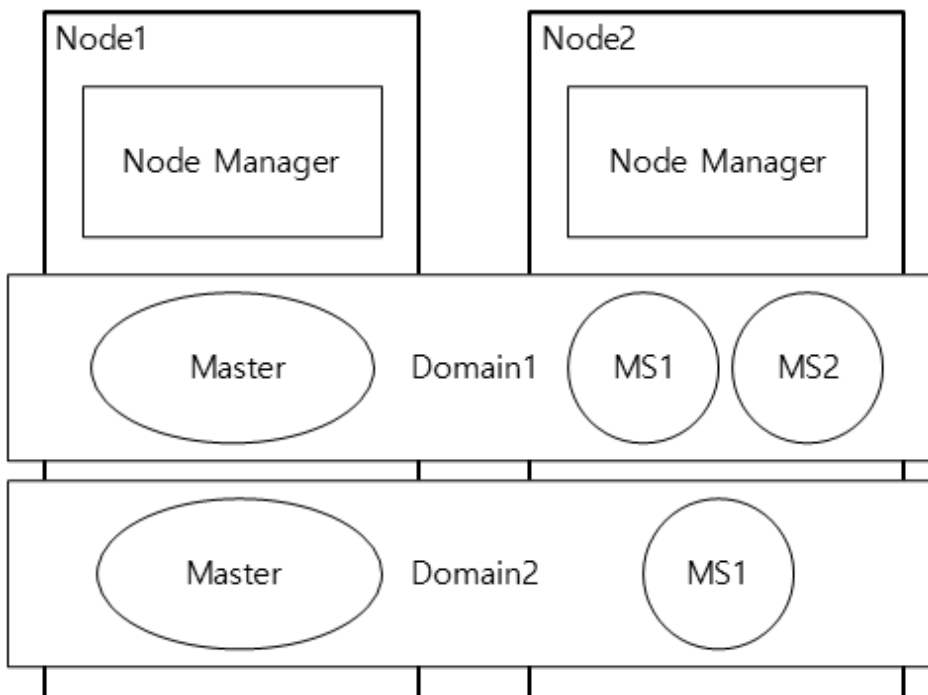 Node1
Node2
Node Manager
Node Manager
Master
Domain1
MS1
MS2
Master
Domain2
MS1